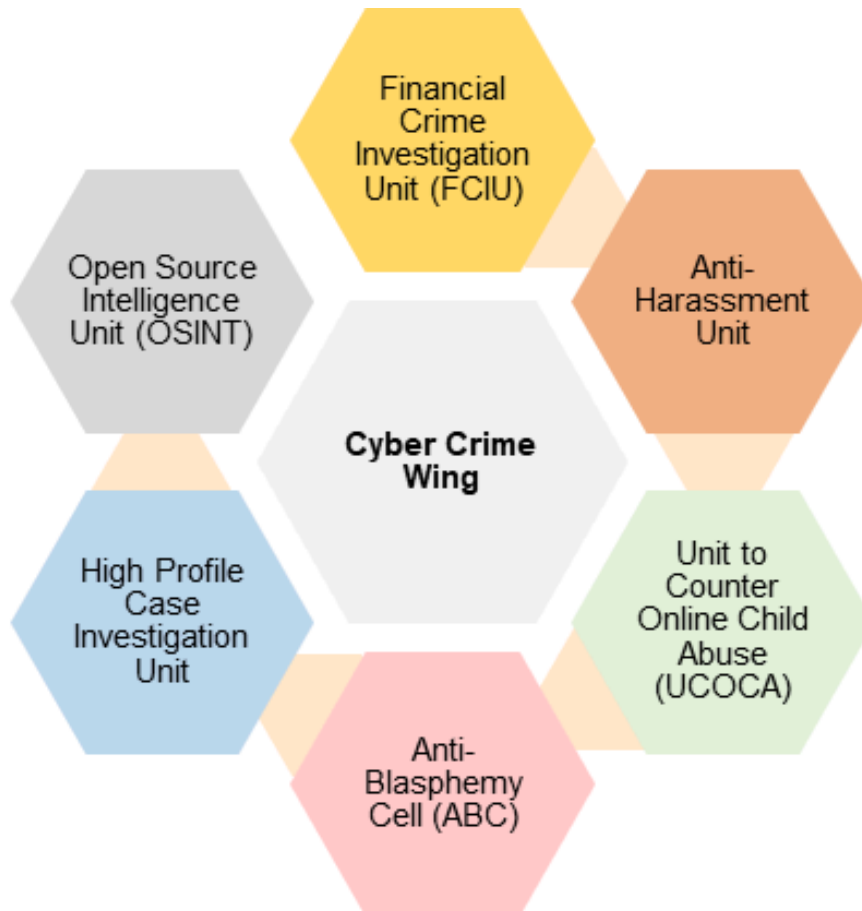 Financial
Crime
Investigation
Unit (FCIU)
Anti-
Harassment
Unit
Unit to
Counter
Online Child
Abuse
(UCOCA)
Anti-
Blasphemy
Cell (ABC)
High Profile
Case
Investigation
Unit
Open Source
Intelligence
Unit (OSINT)
Cyber Crime
Wing